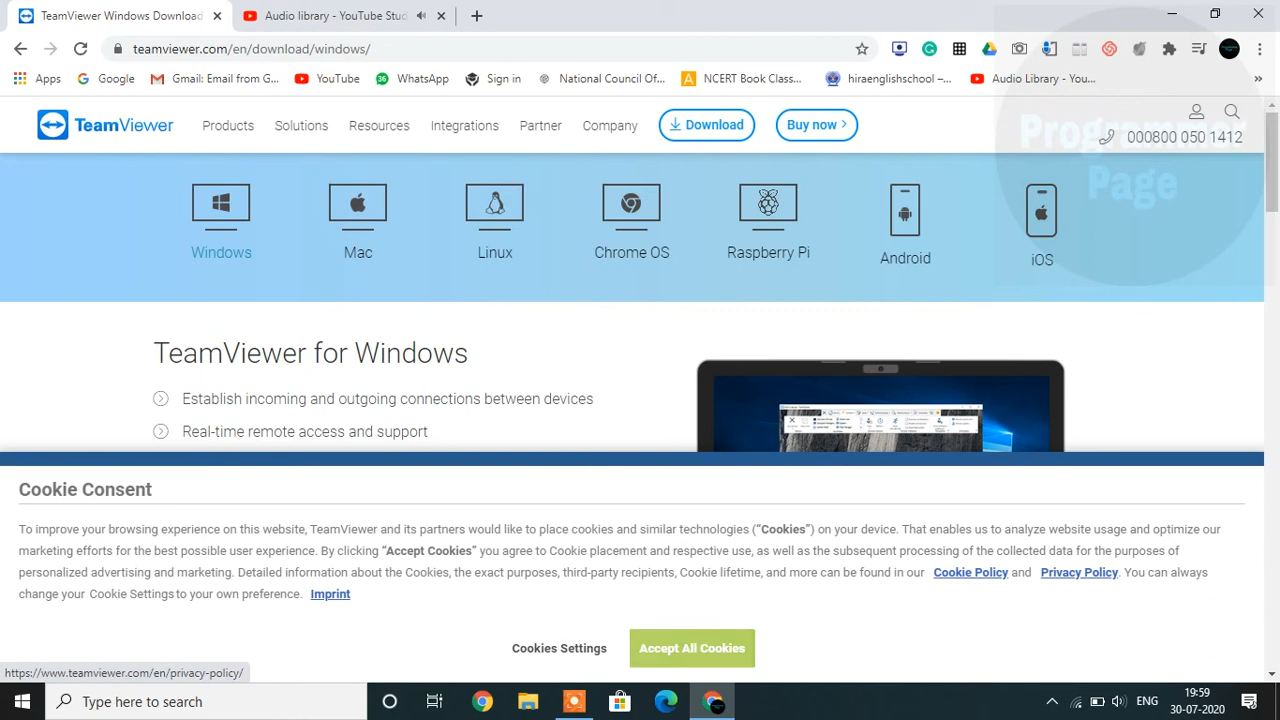 TeamViewer Windows Download
Audio library - YouTube Stud
teamviewer.com/en/download/windows/
Apps
Google
Gmail: Email from G...
YouTube
WhatsApp
Sign in
National Council Of...
NCERT Book Class...
hiraenglishschool –...
Audio Library - You...
»
TeamViewer
Products
Solutions
Resources
Integrations
Partner
Company
Download
Buy now
000800 050 1412
Programmer
Page
Windows
Mac
Linux
Chrome OS
Raspberry Pi
Android
iOS
TeamViewer for Windows
Establish incoming and outgoing connections between devices
Real-time remote access and support
Cookie Consent
To improve your browsing experience on this website, TeamViewer and its partners would like to place cookies and similar technologies (“Cookies”) on your device. That enables us to analyze website usage and optimize our
marketing efforts for the best possible user experience. By clicking “Accept Cookies” you agree to Cookie placement and respective use, as well as the subsequent processing of the collected data for the purposes of
personalized advertising and marketing. Detailed information about the Cookies, the exact purposes, third-party recipients, Cookie lifetime, and more can be found in our Cookie Policy and Privacy Policy. You can always
change your Cookie Settings to your own preference. Imprint
Cookies Settings
Accept All Cookies
https://www.teamviewer.com/en/privacy-policy/
Type here to search
ENG
19:59
30-07-2020